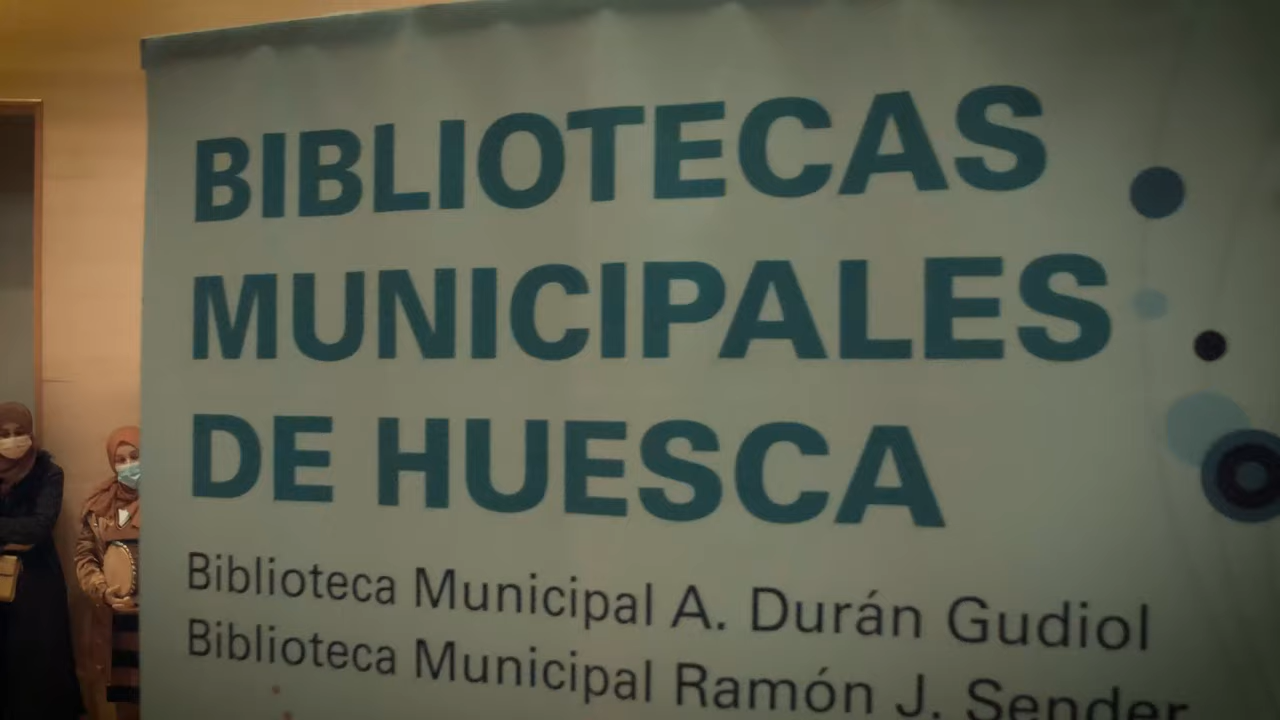 BIBLIOTECAS
MUNICIPALES
DE HUESCA
Biblioteca Municipal A. Durán Gudiol
Biblioteca Municipal Ramón J. Sender